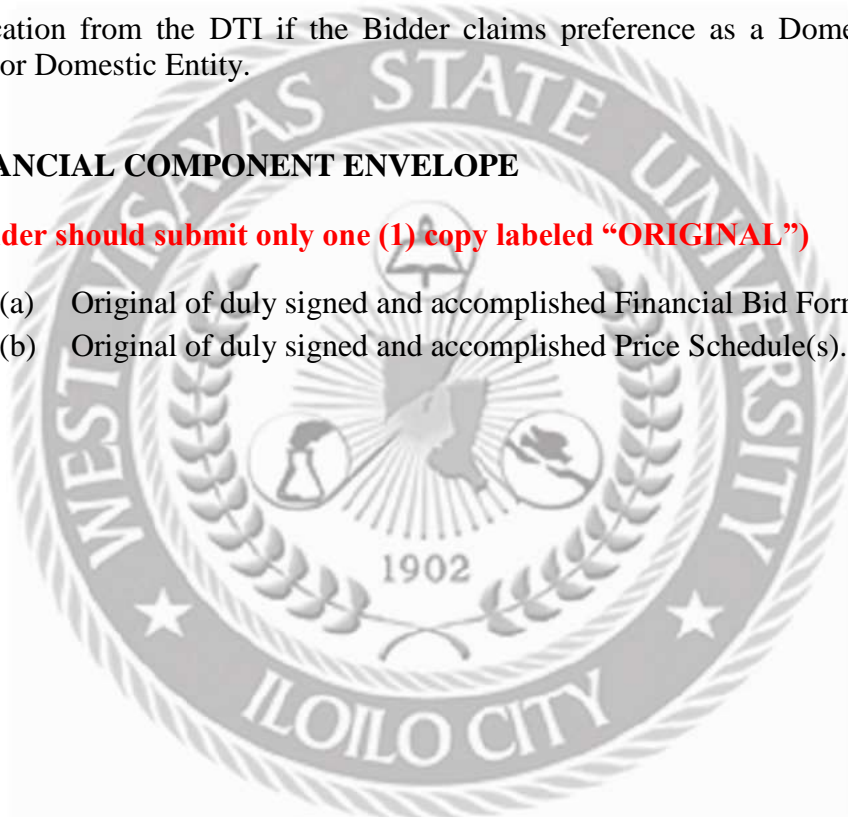 cation from the DTI if the Bidder claims preference as a Dome
or Domestic Entity.
ANCIAL COMPONENT ENVELOPE
der should submit only one (1) copy labeled “ORIGINAL”)
(a) Original of duly signed and accomplished Financial Bid For
(b) Original of duly signed and accomplished Price Schedule(s).
WEST VISAYAS STATE UNIVERSITY
1902
ILOILO CITY